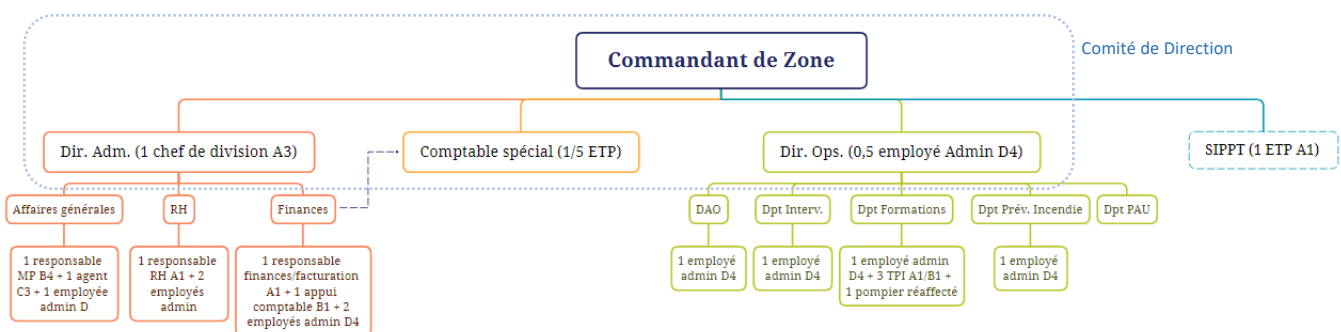 Commandant de Zone
Comité de Direction
Dir. Adm. (1 chef de division A3)
Comptable spécial (1/5 ETP)
Dir. Ops. (0,5 employé Admin D4)
SIPPT (1 ETP A1)
Affaires générales
RH
Finances
DAO
Dpt Interv.
Dpt Formations
Dpt Prév. Incendie
Dpt PAU
1 responsable
MP B4 + 1 agent
C3 + 1 employée
admin D
1 responsable
RH A1 + 2
employés
admin
1 responsable
finances/facturation
A1 + 1 appui
comptable B1 + 2
employés admin D4
1 employé
admin D4
1 employé
admin D4
1 employé admin
D4 + 3 TPI A1/B1 +
1 pompier réaffecté
1 employé
admin D4